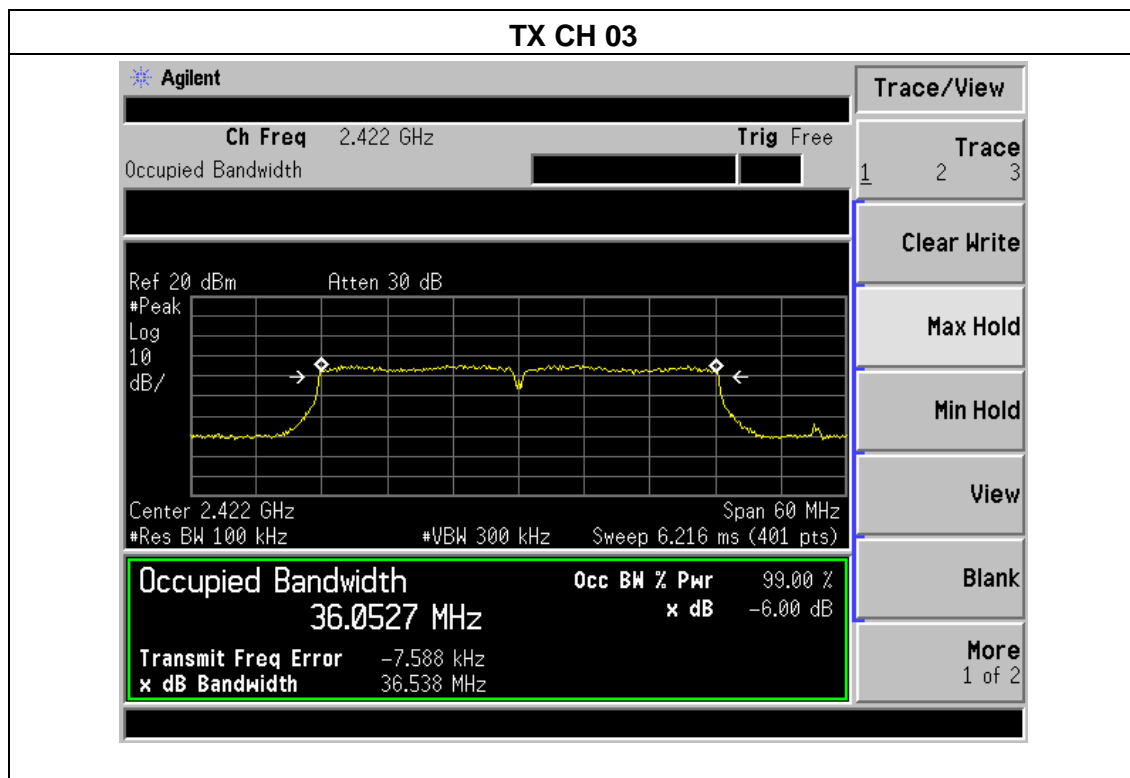 TX CH 03
Agilent
Trace/View
Ch Freq 2.422 GHz Trig Free
Occupied Bandwidth
Trace
1 2 3
Clear Write
Ref 20 dBm Atten 30 dB
#Peak
Log
10
dB/
Max Hold
Min Hold
View
Center 2.422 GHz Span 60 MHz
#Res BW 100 kHz #VBW 300 kHz Sweep 6.216 ms (401 pts)
Occupied Bandwidth Occ BW % Pwr 99.00 %
36.0527 MHz x dB -6.00 dB
Blank
Transmit Freq Error -7.588 kHz
x dB Bandwidth 36.538 MHz
More
1 of 2